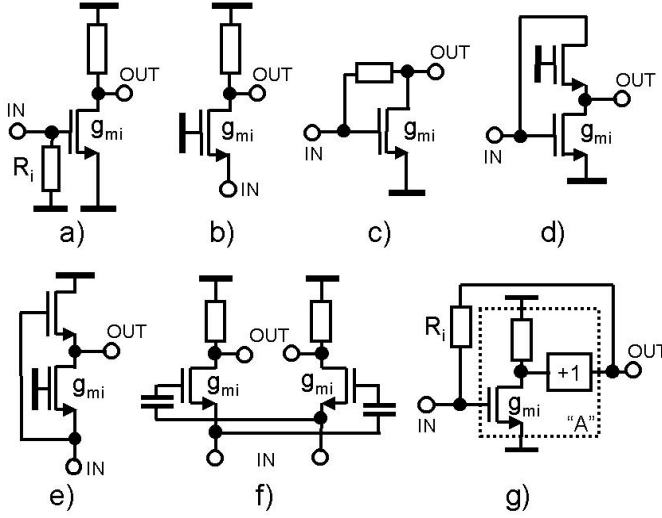 OUT
IN
g_mi
R_i
a)
OUT
g_mi
IN
b)
OUT
g_mi
IN
c)
OUT
g_mi
IN
d)
OUT
g_mi
IN
e)
OUT
g_mi
g_mi
IN
f)
R_i
OUT
+1
g_mi
IN
"A"
g)